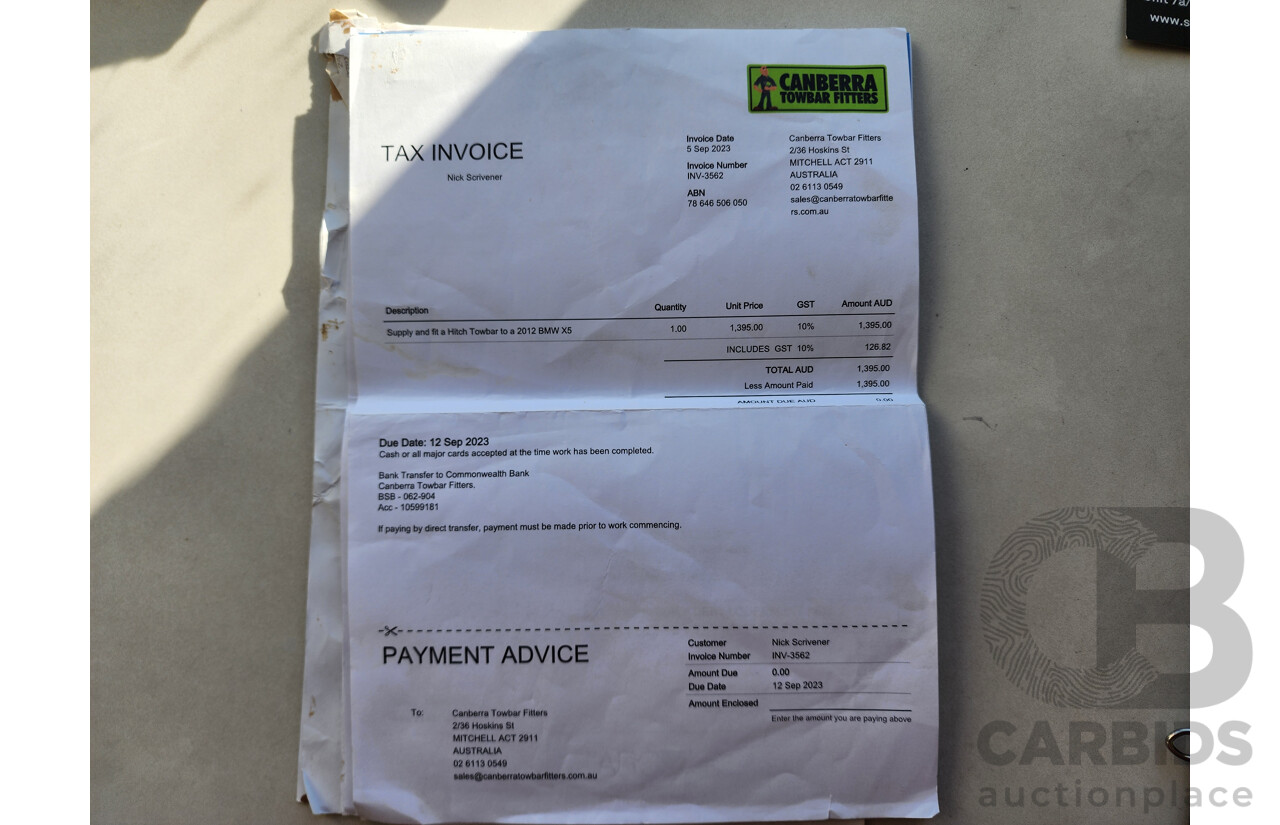 www.s
CANBERRA
TOWBAR FITTERS
TAX INVOICE
Nick Scrivener
Invoice Date
5 Sep 2023
Invoice Number
INV-3562
ABN
78 646 506 050
Canberra Towbar Fitters
2/36 Hoskins St
MITCHELL ACT 2911
AUSTRALIA
02 6113 0549
sales@canberratowbarfitte
rs.com.au
Description Quantity Unit Price GST Amount AUD
Supply and fit a Hitch Towbar to a 2012 BMW X5 1.00 1,395.00 10% 1,395.00
INCLUDES GST 10% 126.82
TOTAL AUD 1,395.00
Less Amount Paid 1,395.00
AMOUNT DUE AUD 0.00
Due Date: 12 Sep 2023
Cash or all major cards accepted at the time work has been completed.
Bank Transfer to Commonwealth Bank
Canberra Towbar Fitters.
BSB - 062-904
Acc - 10599181
If paying by direct transfer, payment must be made prior to work commencing.
PAYMENT ADVICE
To: Canberra Towbar Fitters
2/36 Hoskins St
MITCHELL ACT 2911
AUSTRALIA
02 6113 0549
sales@canberratowbarfitters.com.au
Customer Nick Scrivener
Invoice Number INV-3562
Amount Due 0.00
Due Date 12 Sep 2023
Amount Enclosed
Enter the amount you are paying above
CB
CARBIDS
auctionplace